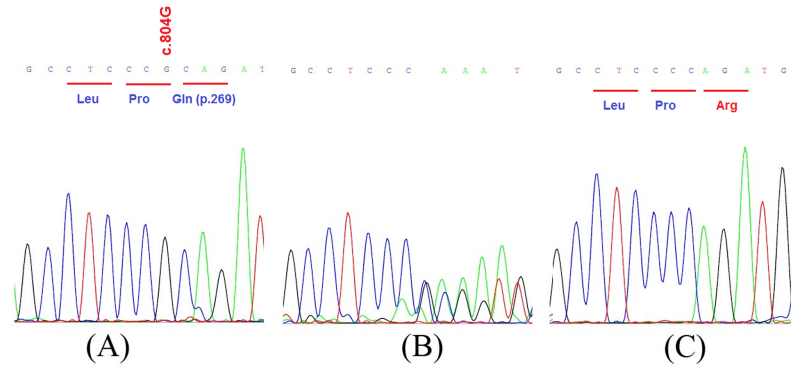 c.804G
G C C T C C C G C A G A T
Leu Pro Gln (p.269)
(A)
G C C T C C C A A A T
(B)
G C C T C C C C A G A T G
Leu Pro Arg
(C)